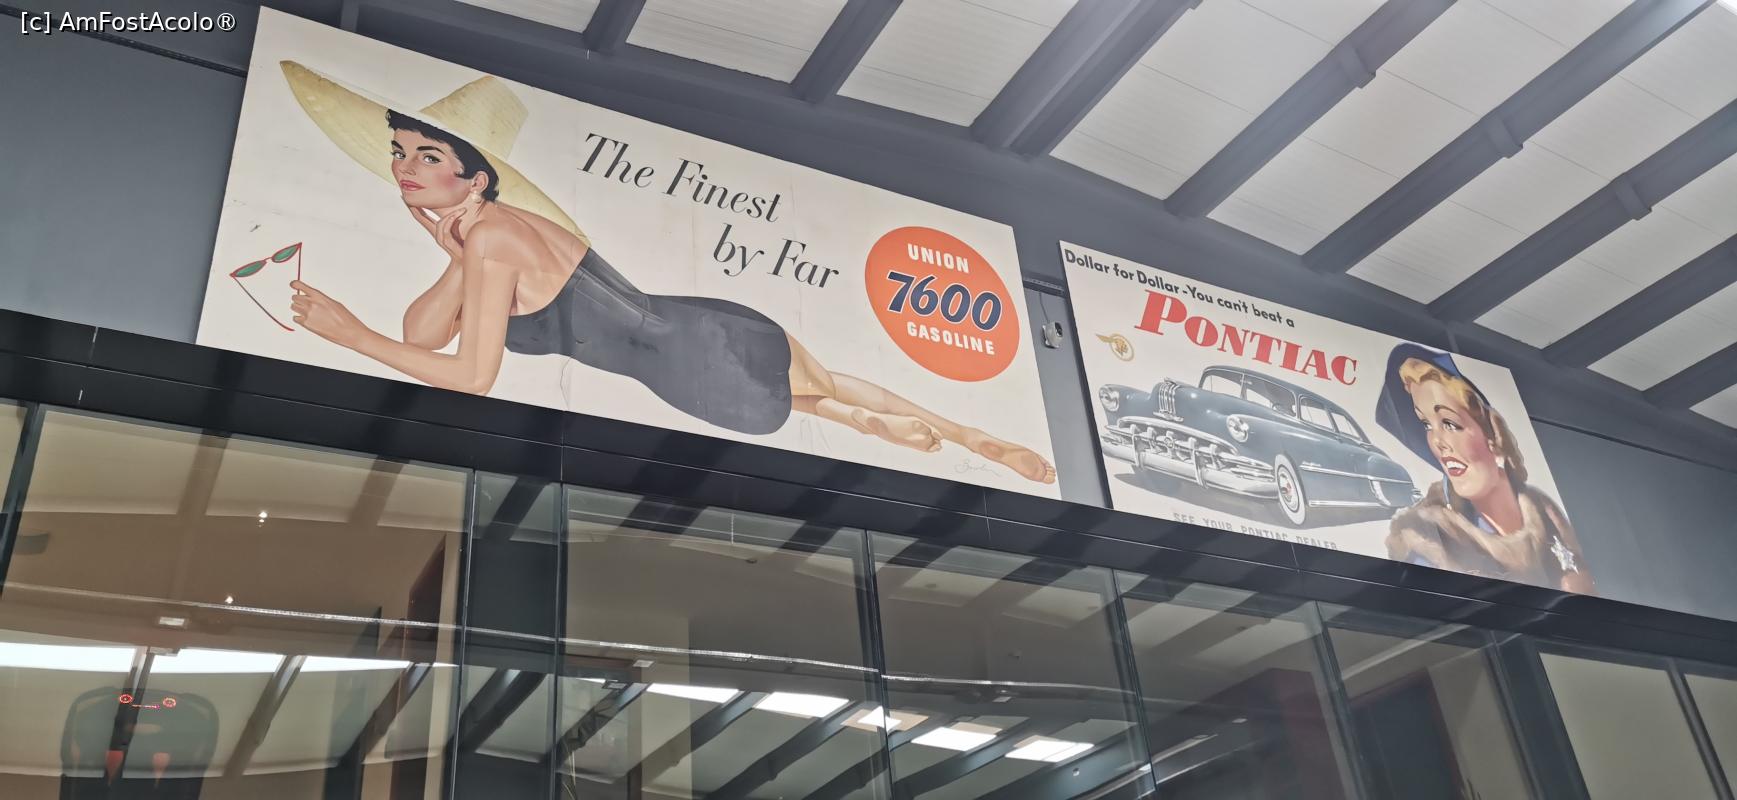 [c] AmFostAcolo®
The Finest
by Far
UNION
7600
GASOLINE
Dollar for Dollar - You can't beat a
PONTIAC
SEE YOUR PONTIAC DEALER